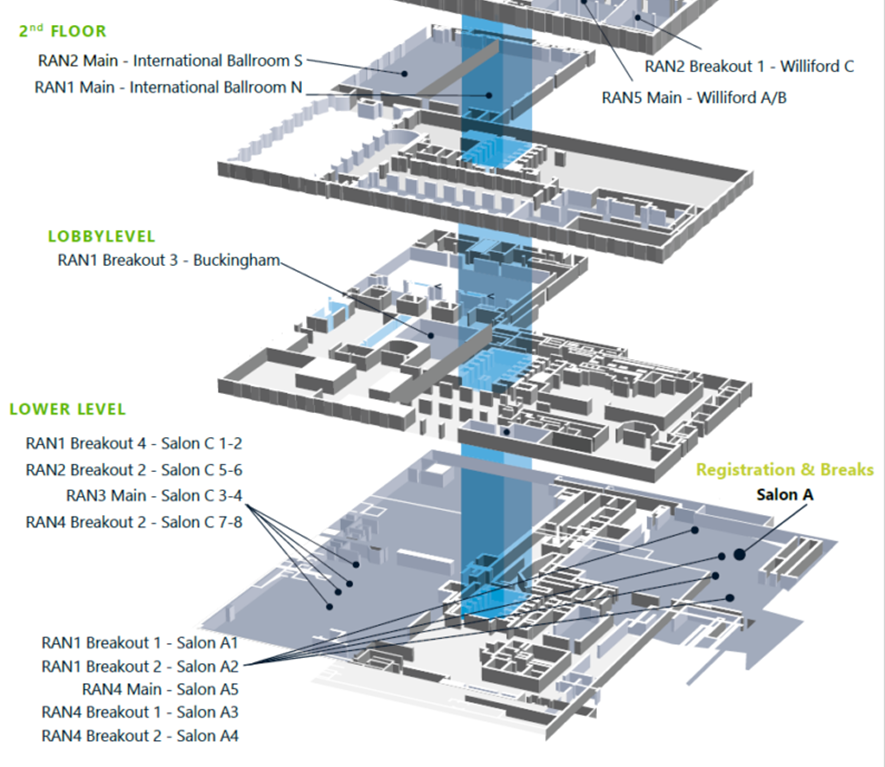 2nd FLOOR
RAN2 Main - International Ballroom S
RAN1 Main - International Ballroom N
RAN2 Breakout 1 - Williford C
RAN5 Main - Williford A/B
LOBBYLEVEL
RAN1 Breakout 3 - Buckingham
LOWER LEVEL
RAN1 Breakout 4 - Salon C 1-2
RAN2 Breakout 2 - Salon C 5-6
RAN3 Main - Salon C 3-4
RAN4 Breakout 2 - Salon C 7-8
Registration & Breaks
Salon A
RAN1 Breakout 1 - Salon A1
RAN1 Breakout 2 - Salon A2
RAN4 Main - Salon A5
RAN4 Breakout 1 - Salon A3
RAN4 Breakout 2 - Salon A4